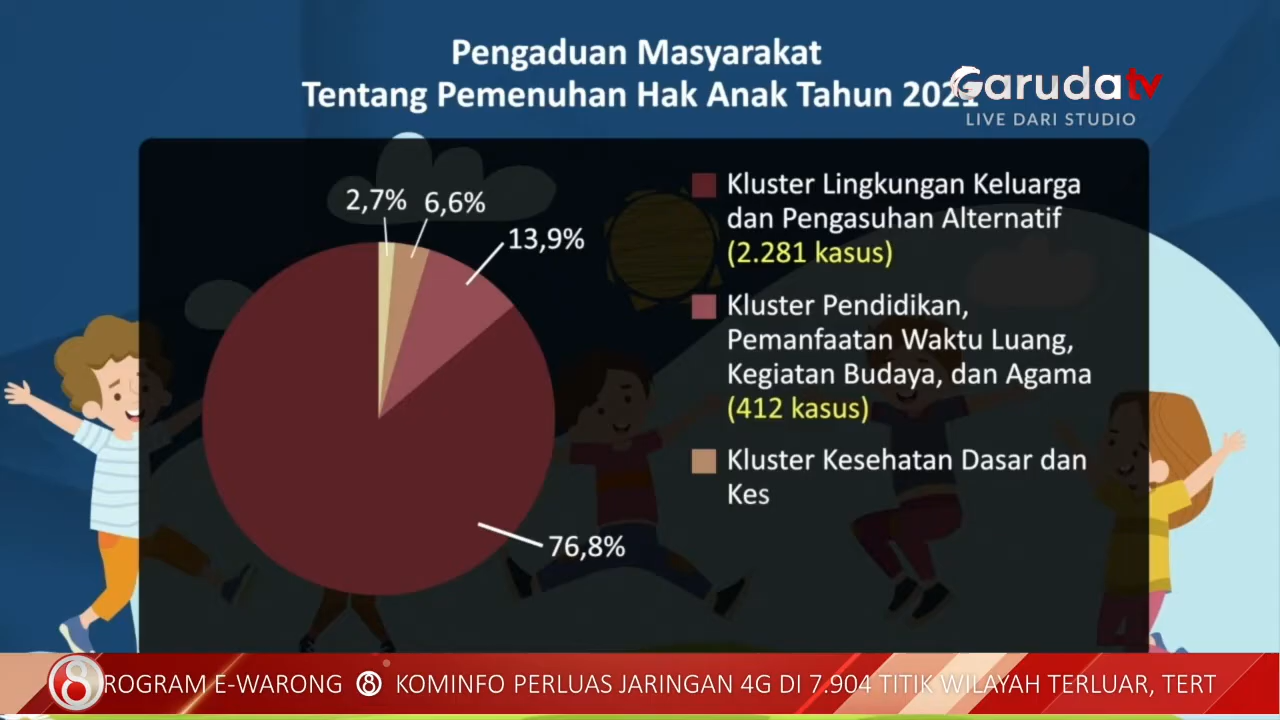 Pengaduan Masyarakat
Tentang Pemenuhan Hak Anak Tahun 2021
Garudatv
LIVE DARI STUDIO
2,7%
6,6%
13,9%
76,8%
Kluster Lingkungan Keluarga
dan Pengasuhan Alternatif
(2.281 kasus)
Kluster Pendidikan,
Pemanfaatan Waktu Luang,
Kegiatan Budaya, dan Agama
(412 kasus)
Kluster Kesehatan Dasar dan
Kes
8 ROGRAM E-WARONG 8 KOMINFO PERLUAS JARINGAN 4G DI 7.904 TITIK WILAYAH TERLUAR, TERT